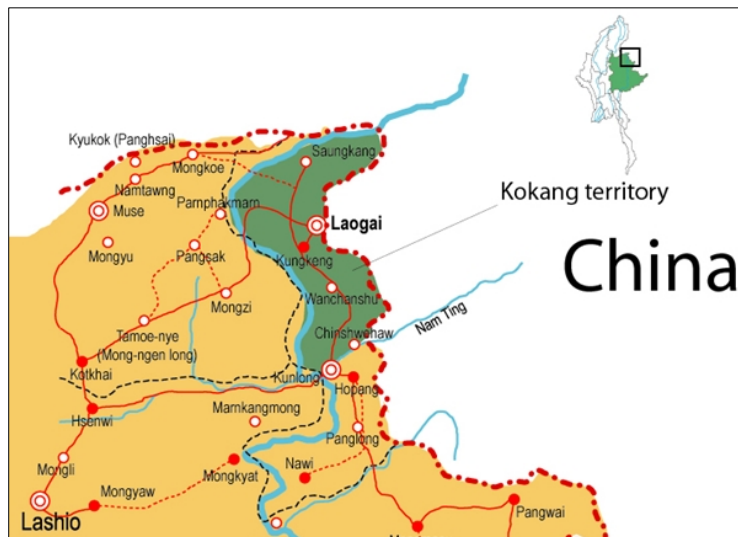 Kyukok (Panghsai)
Mongkoe
Saungkang
Kokang territory
Namtawng
Pamphakmam
Muse
Laogai
China
Mongyu
Pangsak
Kungkeng
Wanchanshu
Mongzi
Nam Ting
Tamoe-nye
(Mong-ngen long)
Chinshwehaw
Kotkhai
Kunlong
Hopang
Hsenwi
Mamkangmong
Panglong
Mongli
Mongkyat
Nawi
Mongyaw
Pangwai
Lashio